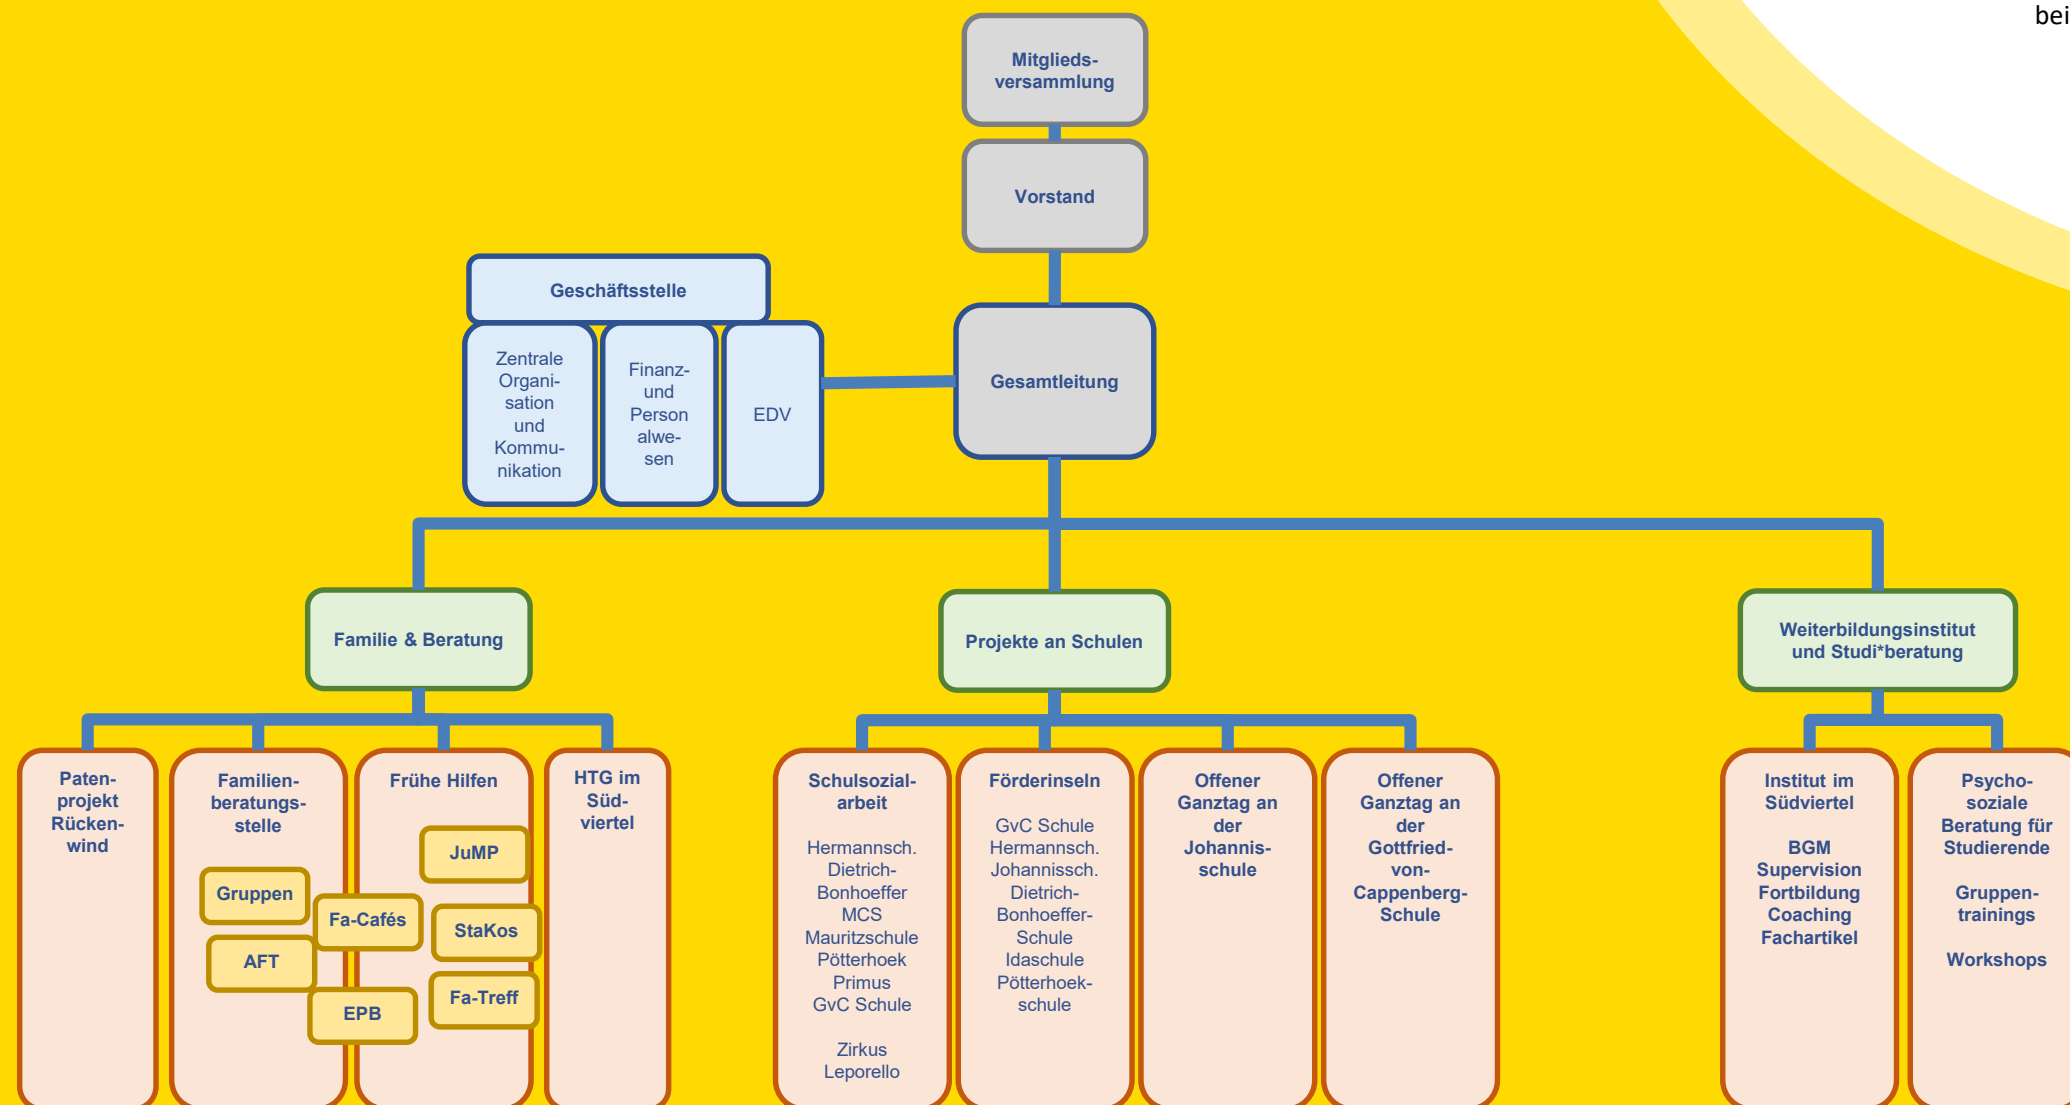 bei
Mitglieds-
versammlung
Vorstand
Geschäftsstelle
Zentrale
Organi-
sation
und
Kommu-
nikation
Finanz-
und
Person
alwe-
sen
EDV
Gesamtleitung
Familie & Beratung
Projekte an Schulen
Weiterbildungsinstitut
und Studi*beratung
Paten-
projekt
Rücken-
wind
Familien-
beratungs-
stelle
Gruppen
AFT
Fa-Cafés
EPB
Frühe Hilfen
JuMP
StaKos
Fa-Treff
HTG im
Süd-
viertel
Schulsozial-
arbeit
Hermannsch.
Dietrich-
Bonhoeffer
MCS
Mauritzschule
Pötterhoek
Primus
GvC Schule
Zirkus
Leporello
Förderinseln
GvC Schule
Hermannsch.
Johannissch.
Dietrich-
Bonhoeffer-
Schule
Idaschule
Pötterhoek-
schule
Offener
Ganztag an
der
Johannis-
schule
Offener
Ganztag an
der
Gottfried-
von-
Cappenberg-
Schule
Institut im
Südviertel
BGM
Supervision
Fortbildung
Coaching
Fachartikel
Psycho-
soziale
Beratung für
Studierende
Gruppen-
trainings
Workshops